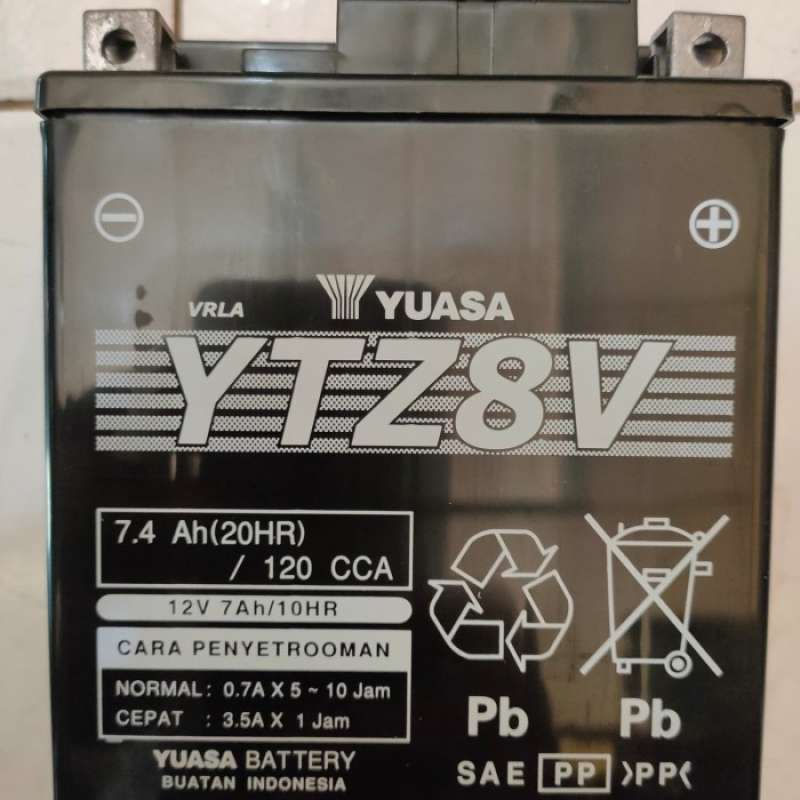 VRLA YUASA
YTZ8V
7.4 Ah(20HR)
/ 120 CCA
12V 7Ah/10HR
CARA PENYETROOMAN
NORMAL : 0.7A X 5 ~ 10 Jam
CEPAT : 3.5A X 1 Jam
YUASA BATTERY
BUATAN INDONESIA
Pb Pb
SAE PP >PP<